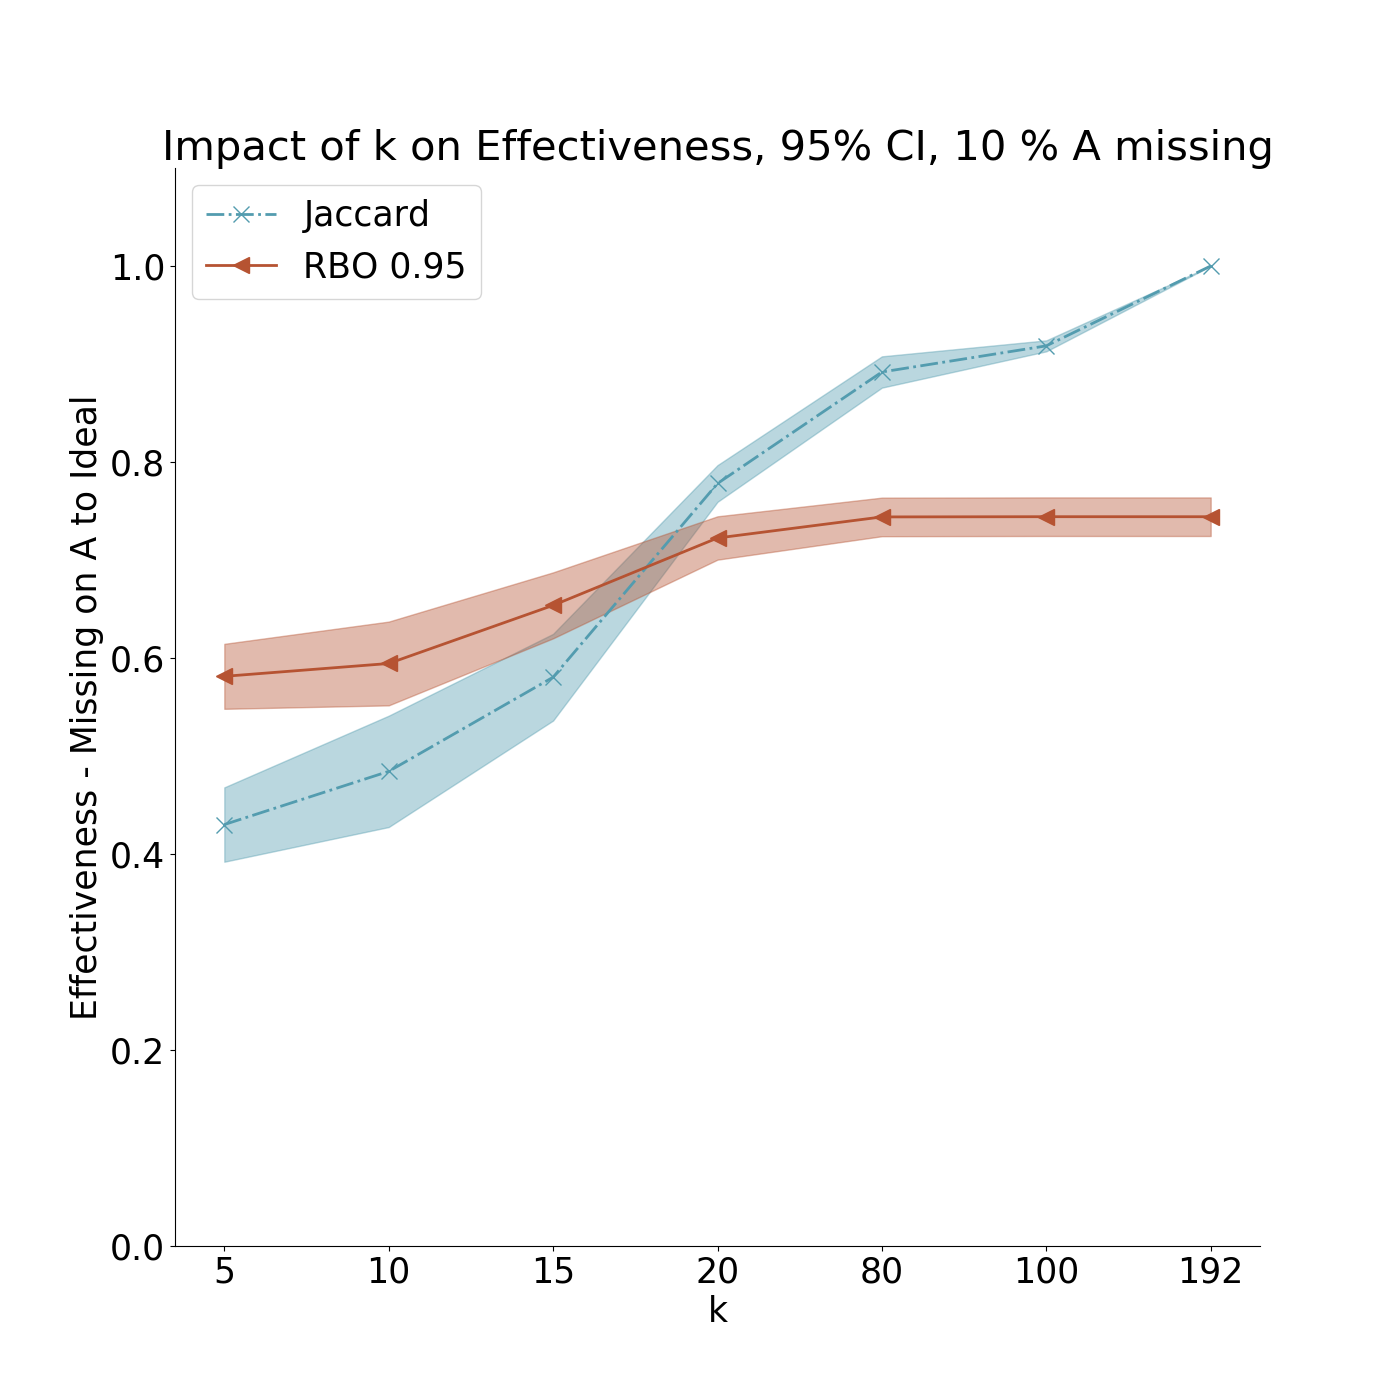 Impact of k on Effectiveness, 95% CI, 10 % A missing
Jaccard
RBO 0.95
Effectiveness - Missing on A to Ideal
1.0
0.8
0.6
0.4
0.2
0.0
5 10 15 20 80 100 192
k